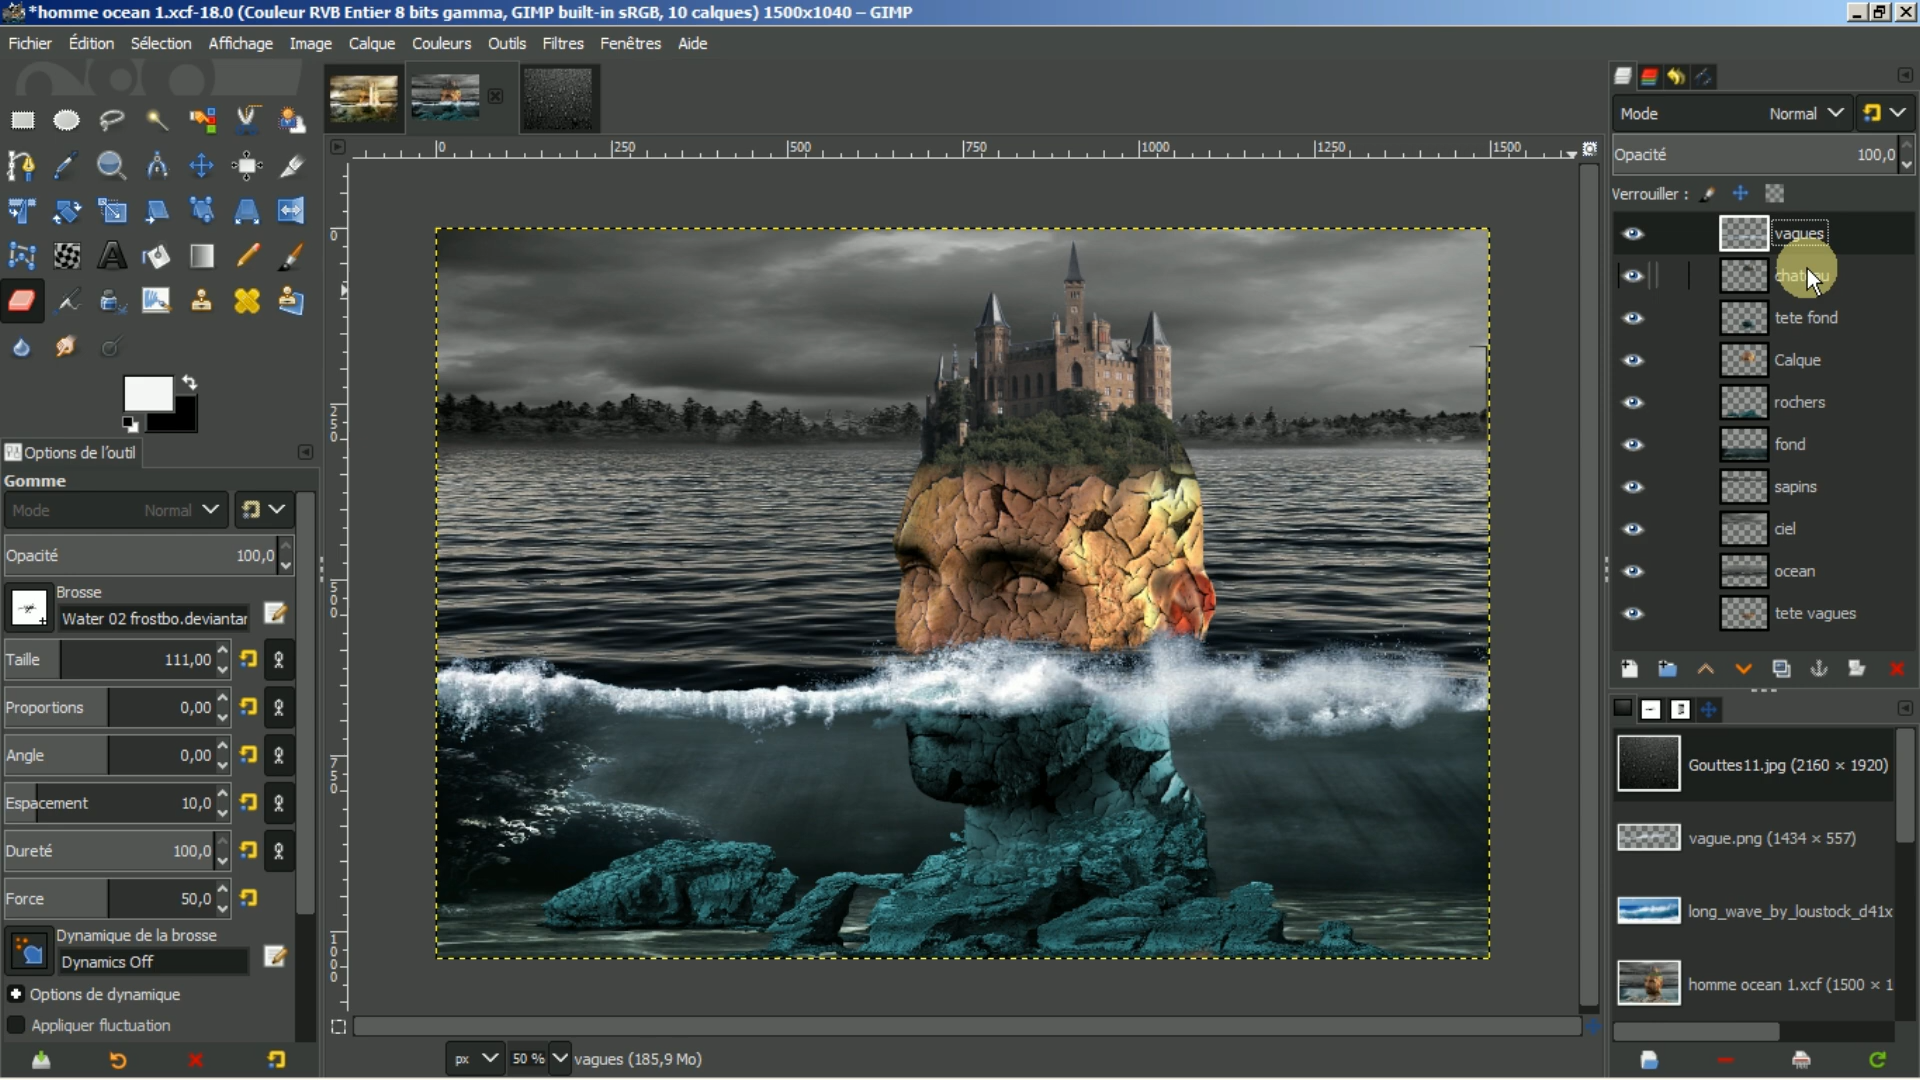 *homme ocean 1.xcf-18.0 (Couleur RVB Entier 8 bits gamma, GIMP built-in sRGB, 10 calques) 1500x1040 – GIMP
Fichier Édition Sélection Affichage Image Calque Couleurs Outils Filtres Fenêtres Aide
Options de l'outil
Gomme
Mode Normal
Opacité 100,0
Brosse
Water 02 frostbo.deviantar
Taille 111,00
Proportions 0,00
Angle 0,00
Espacement 10,0
Dureté 100,0
Force 50,0
Dynamique de la brosse
Dynamics Off
Options de dynamique
Appliquer fluctuation
0 250 500 750 1000 1250 1500
0
250
500
750
1000
px 50 % vagues (185,9 Mo)
Mode Normal
Opacité 100,0
Verrouiller :
vagues
chateau
tete fond
Calque
rochers
fond
sapins
ciel
ocean
tete vagues
Gouttes11.jpg (2160 × 1920)
vague.png (1434 × 557)
long_wave_by_loustock_d41x
homme ocean 1.xcf (1500 × 1